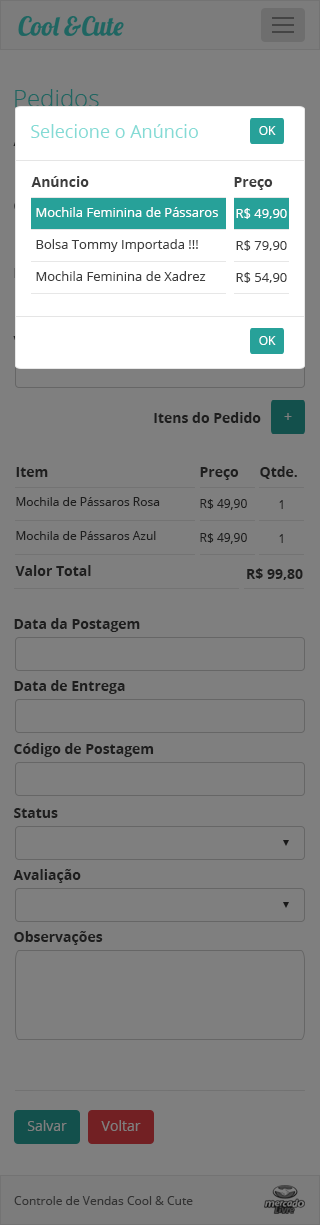 Cool & Cute
Pedidos
Selecione o Anúncio OK
Anúncio Preço
Mochila Feminina de Pássaros R$ 49,90
Bolsa Tommy Importada !!! R$ 79,90
Mochila Feminina de Xadrez R$ 54,90
OK
Itens do Pedido +
Item Preço Qtde.
Mochila de Pássaros Rosa R$ 49,90 1
Mochila de Pássaros Azul R$ 49,90 1
Valor Total R$ 99,80
Data da Postagem
Data de Entrega
Código de Postagem
Status
Avaliação
Observações
Salvar Voltar
Controle de Vendas Cool & Cute mercado livre